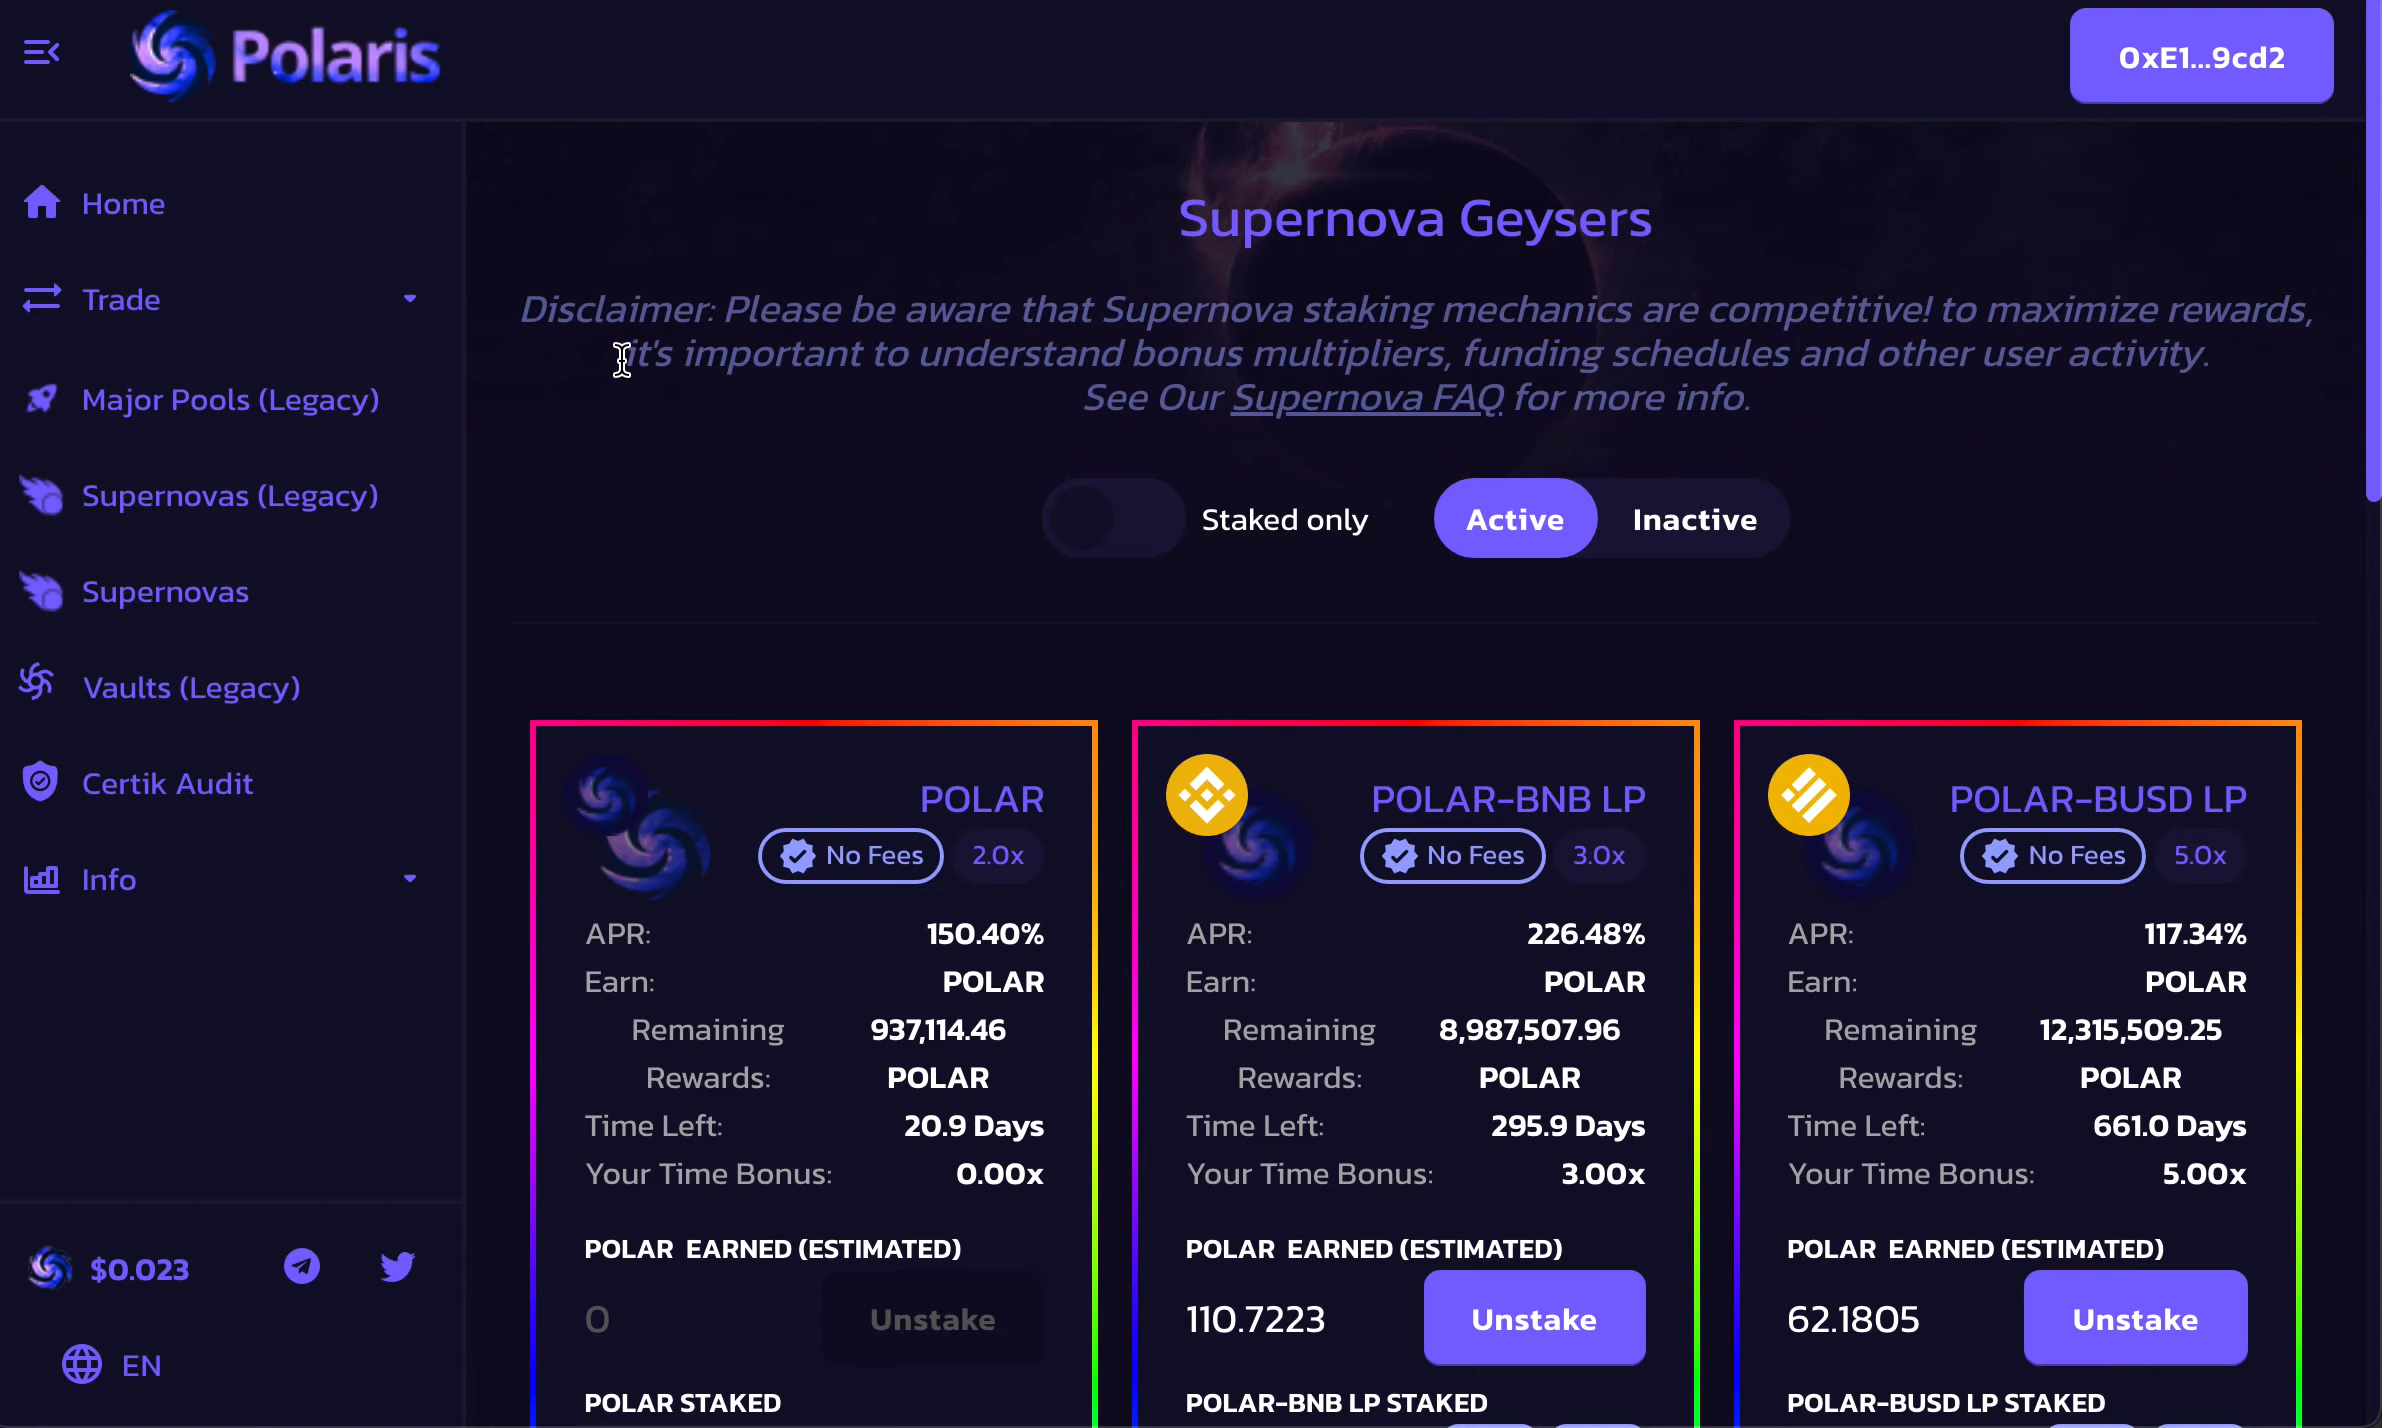 Polaris
0xE1...9cd2
Home
Trade
Major Pools (Legacy)
Supernovas (Legacy)
Supernovas
Vaults (Legacy)
Certik Audit
Info
$0.023
EN
Supernova Geysers
Disclaimer: Please be aware that Supernova staking mechanics are competitive! to maximize rewards,
it's important to understand bonus multipliers, funding schedules and other user activity.
See Our Supernova FAQ for more info.
Staked only
Active
Inactive
POLAR
No Fees
2.0x
APR: 150.40%
Earn: POLAR
Remaining 937,114.46
Rewards: POLAR
Time Left: 20.9 Days
Your Time Bonus: 0.00x
POLAR EARNED (ESTIMATED)
0
Unstake
POLAR STAKED
POLAR-BNB LP
No Fees
3.0x
APR: 226.48%
Earn: POLAR
Remaining 8,987,507.96
Rewards: POLAR
Time Left: 295.9 Days
Your Time Bonus: 3.00x
POLAR EARNED (ESTIMATED)
110.7223
Unstake
POLAR-BNB LP STAKED
POLAR-BUSD LP
No Fees
5.0x
APR: 117.34%
Earn: POLAR
Remaining 12,315,509.25
Rewards: POLAR
Time Left: 661.0 Days
Your Time Bonus: 5.00x
POLAR EARNED (ESTIMATED)
62.1805
Unstake
POLAR-BUSD LP STAKED